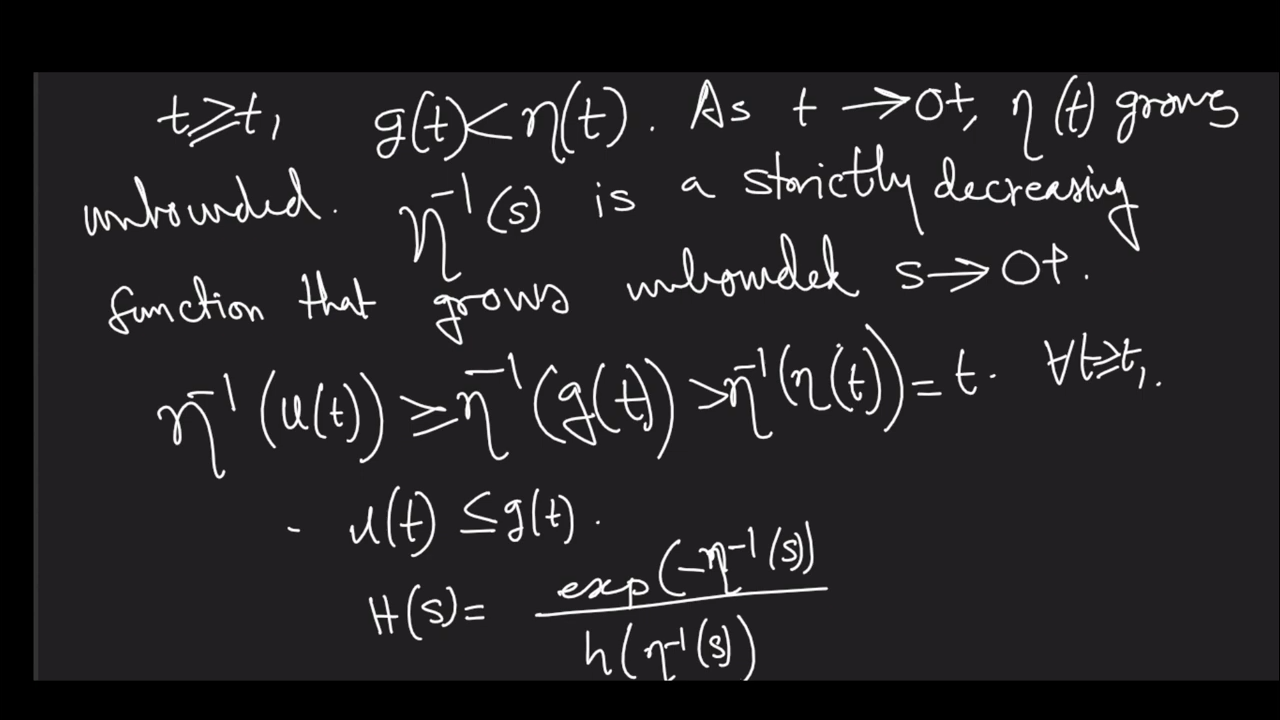 t ≥ t₁ g(t) < η(t). As t → 0+, η(t) grows
unbounded. η⁻¹(s) is a strictly decreasing
function that grows unbounded s → 0+.
η⁻¹(u(t)) ≥ η⁻¹(g(t)) > η⁻¹(η(t)) = t. ∀t ≥ t₁.
- u(t) ≤ g(t).
H(s) = exp(-η⁻¹(s)) / h(η⁻¹(s))